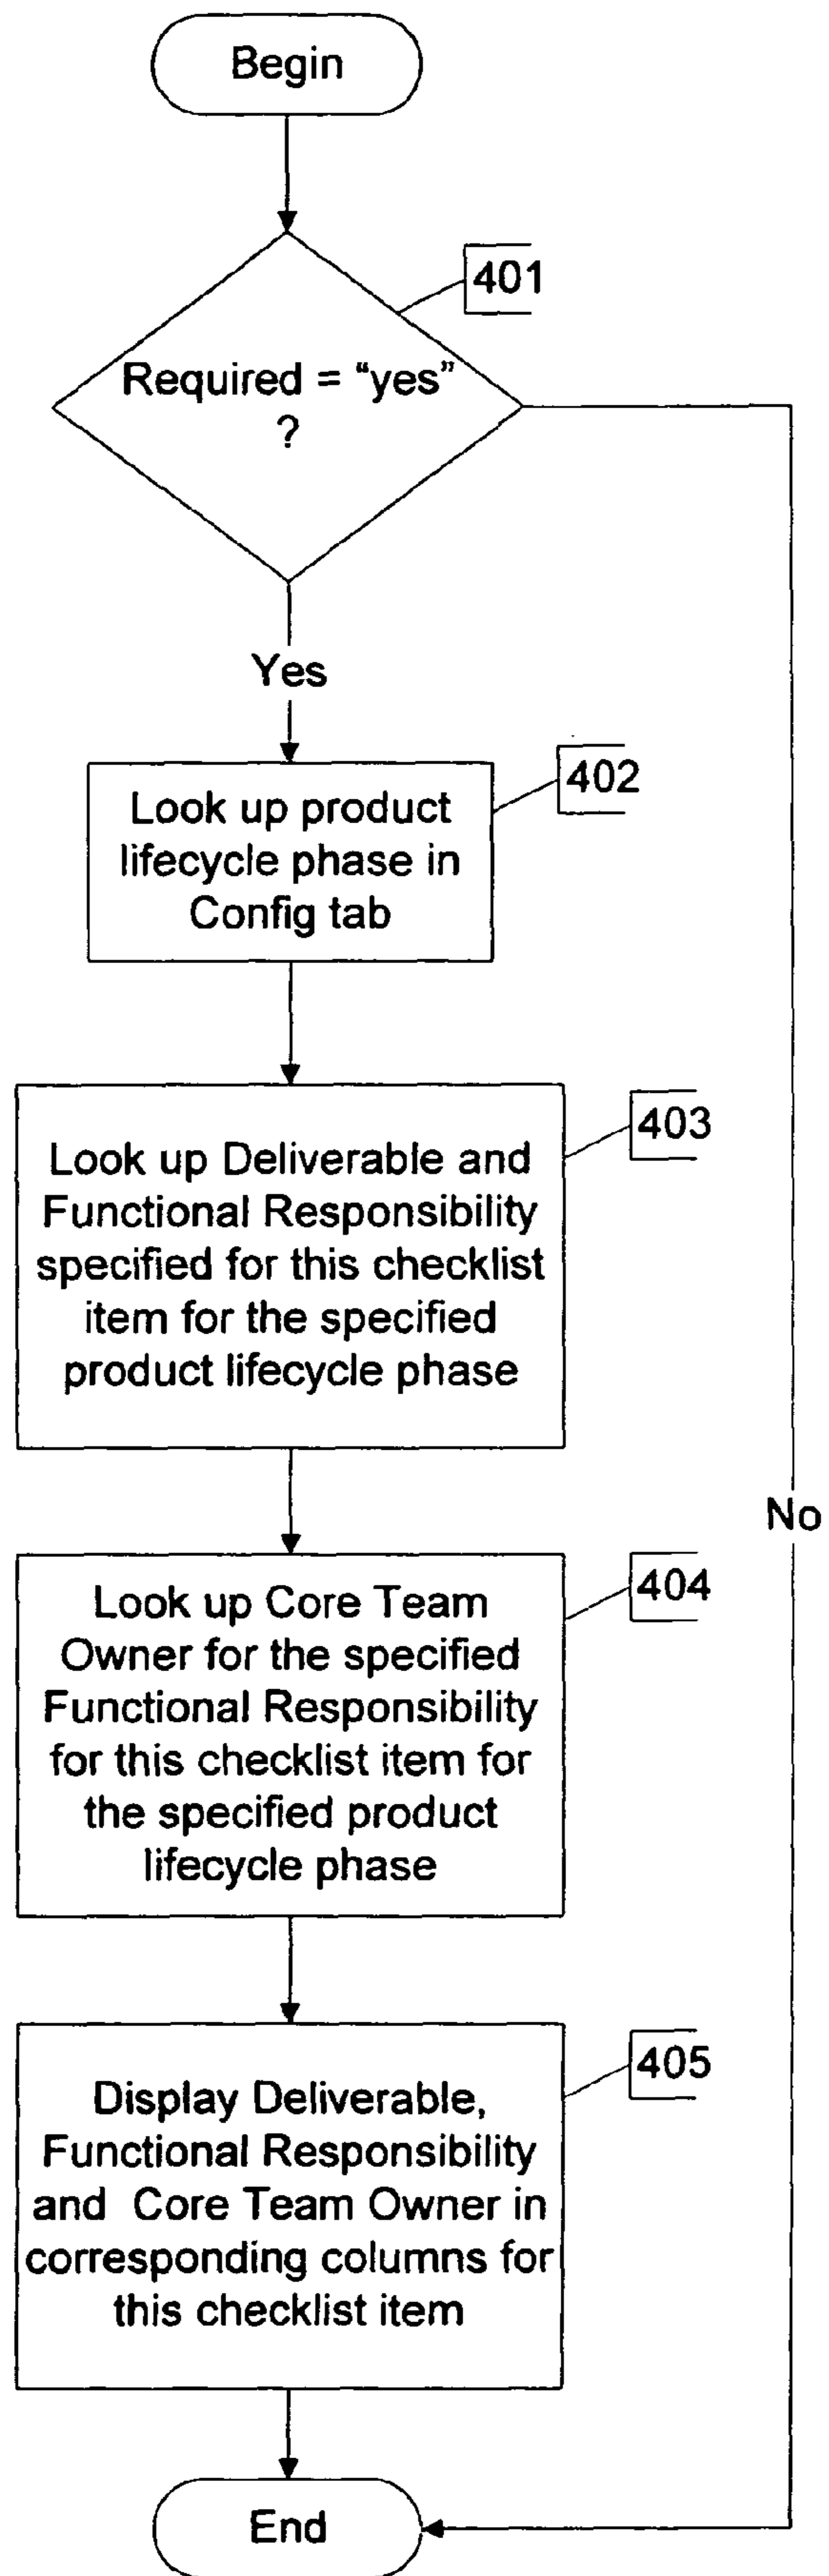 Begin
401
Required = “yes”
?
Yes
402
Look up product
lifecycle phase in
Config tab
403
Look up Deliverable and
Functional Responsibility
specified for this checklist
item for the specified
product lifecycle phase
No
404
Look up Core Team
Owner for the specified
Functional Responsibility
for this checklist item for
the specified product
lifecycle phase
405
Display Deliverable,
Functional Responsibility
and Core Team Owner in
corresponding columns for
this checklist item
End